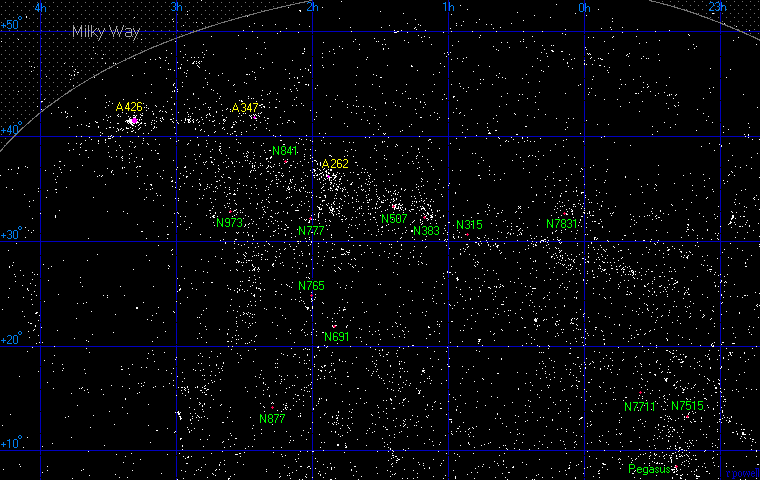 4h 3h 2h 1h 0h 23h
+50°
Milky Way
A426 A347
+40°
N841
A262
N973 N777 N507 N383 N315 N7831
+30°
N765
N691
+20°
N877 N7711 N7515
+10°
Pegasus